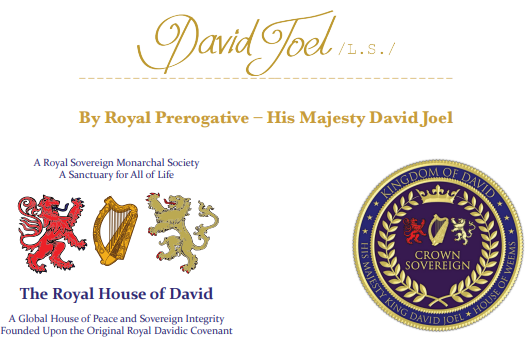 David Joel /L.S./
By Royal Prerogative – His Majesty David Joel
A Royal Sovereign Monarchal Society
A Sanctuary for All of Life
The Royal House of David
A Global House of Peace and Sovereign Integrity
Founded Upon the Original Royal Davidic Covenant
KINGDOM OF DAVID
CROWN
SOVEREIGN
HIS MAJESTY KING DAVID JOEL ★ HOUSE OF WEEMS